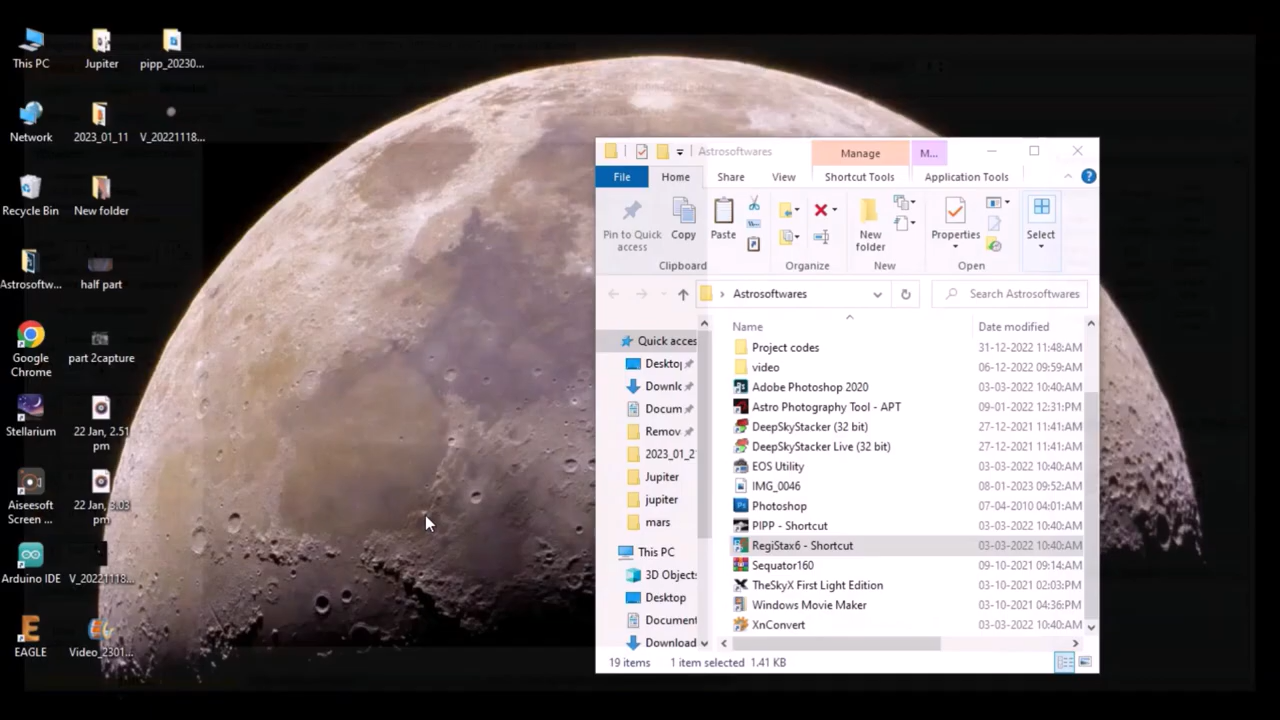 This PC
Jupiter
pipp_20230...
Network
2023_01_11
V_20221118...
Recycle Bin
New folder
Astrosoftw...
half part
Google
Chrome
part 2capture
Stellarium
22 Jan, 2.51
pm
Aiseesoft
Screen ...
22 Jan, 3.03
pm
Arduino IDE
V_20221118...
EAGLE
Video_2301...
Astrosoftwares
Manage
M...
File
Home
Share
View
Shortcut Tools
Application Tools
Pin to Quick
access
Copy
Paste
New
folder
Properties
Select
Clipboard
Organize
New
Open
Astrosoftwares
Search Astrosoftwares
Quick acces
Desktop
Downlo
Docum
Remov
2023_01_2
Jupiter
jupiter
mars
This PC
3D Objects
Desktop
Document
Download
Name
Date modified
Project codes
31-12-2022 11:48:AM
video
06-12-2022 09:59:AM
Adobe Photoshop 2020
03-03-2022 10:40:AM
Astro Photography Tool - APT
09-01-2022 12:31:PM
DeepSkyStacker (32 bit)
27-12-2021 11:41:AM
DeepSkyStacker Live (32 bit)
27-12-2021 11:41:AM
EOS Utility
03-03-2022 10:40:AM
IMG_0046
08-01-2023 09:52:AM
Photoshop
07-04-2010 04:01:AM
PIPP - Shortcut
03-03-2022 10:40:AM
RegiStax6 - Shortcut
03-03-2022 10:40:AM
Sequator160
09-10-2021 09:14:AM
TheSkyX First Light Edition
03-10-2021 02:03:PM
Windows Movie Maker
03-10-2021 04:36:PM
XnConvert
03-03-2022 10:40:AM
19 items
1 item selected 1.41 KB